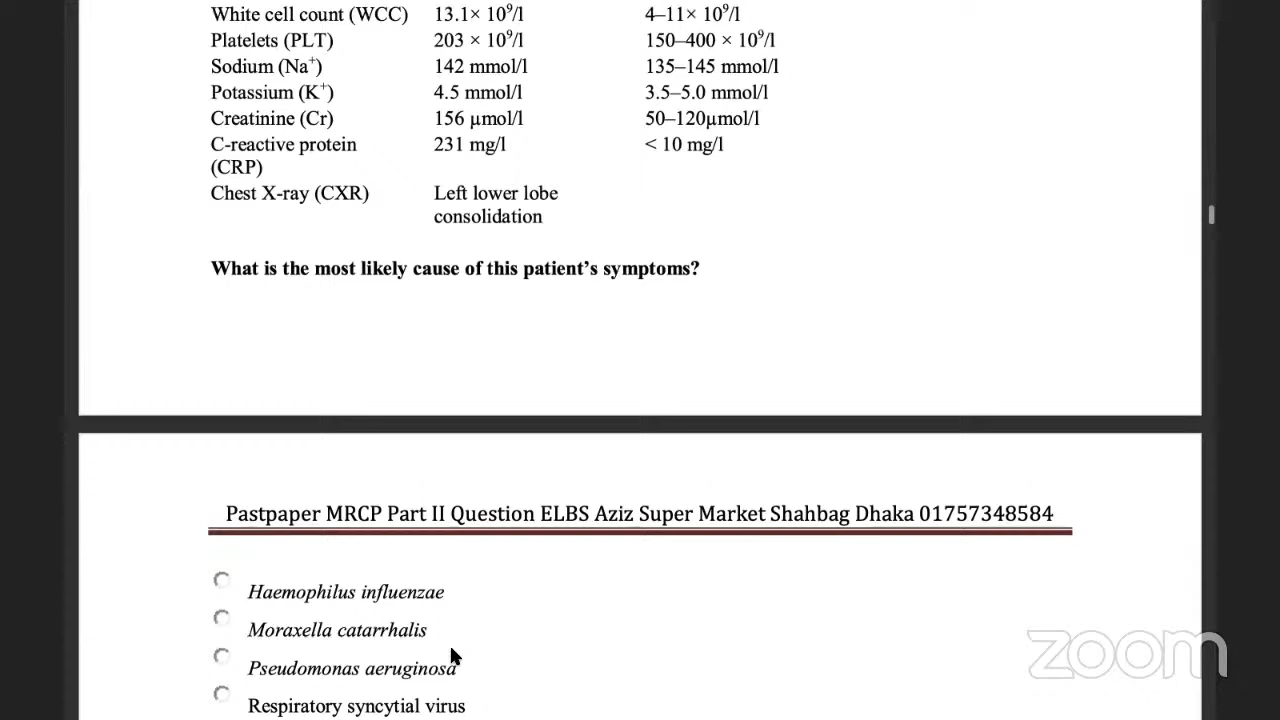 White cell count (WCC) 13.1× 10⁹/l 4–11× 10⁹/l
Platelets (PLT) 203 × 10⁹/l 150–400 × 10⁹/l
Sodium (Na⁺) 142 mmol/l 135–145 mmol/l
Potassium (K⁺) 4.5 mmol/l 3.5–5.0 mmol/l
Creatinine (Cr) 156 µmol/l 50–120µmol/l
C-reactive protein 231 mg/l < 10 mg/l
(CRP)
Chest X-ray (CXR) Left lower lobe
consolidation
What is the most likely cause of this patient’s symptoms?
Pastpaper MRCP Part II Question ELBS Aziz Super Market Shahbag Dhaka 01757348584
Haemophilus influenzae
Moraxella catarrhalis
Pseudomonas aeruginosa
Respiratory syncytial virus
zoom